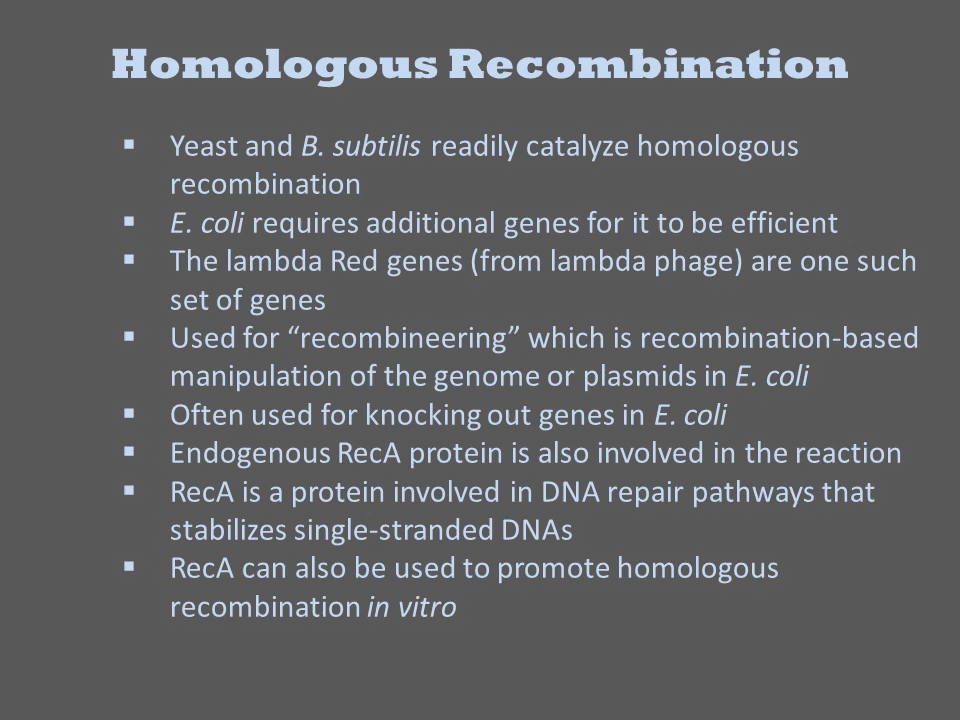 Homologous Recombination
▪ Yeast and B. subtilis readily catalyze homologous
recombination
▪ E. coli requires additional genes for it to be efficient
▪ The lambda Red genes (from lambda phage) are one such
set of genes
▪ Used for “recombineering” which is recombination-based
manipulation of the genome or plasmids in E. coli
▪ Often used for knocking out genes in E. coli
▪ Endogenous RecA protein is also involved in the reaction
▪ RecA is a protein involved in DNA repair pathways that
stabilizes single-stranded DNAs
▪ RecA can also be used to promote homologous
recombination in vitro